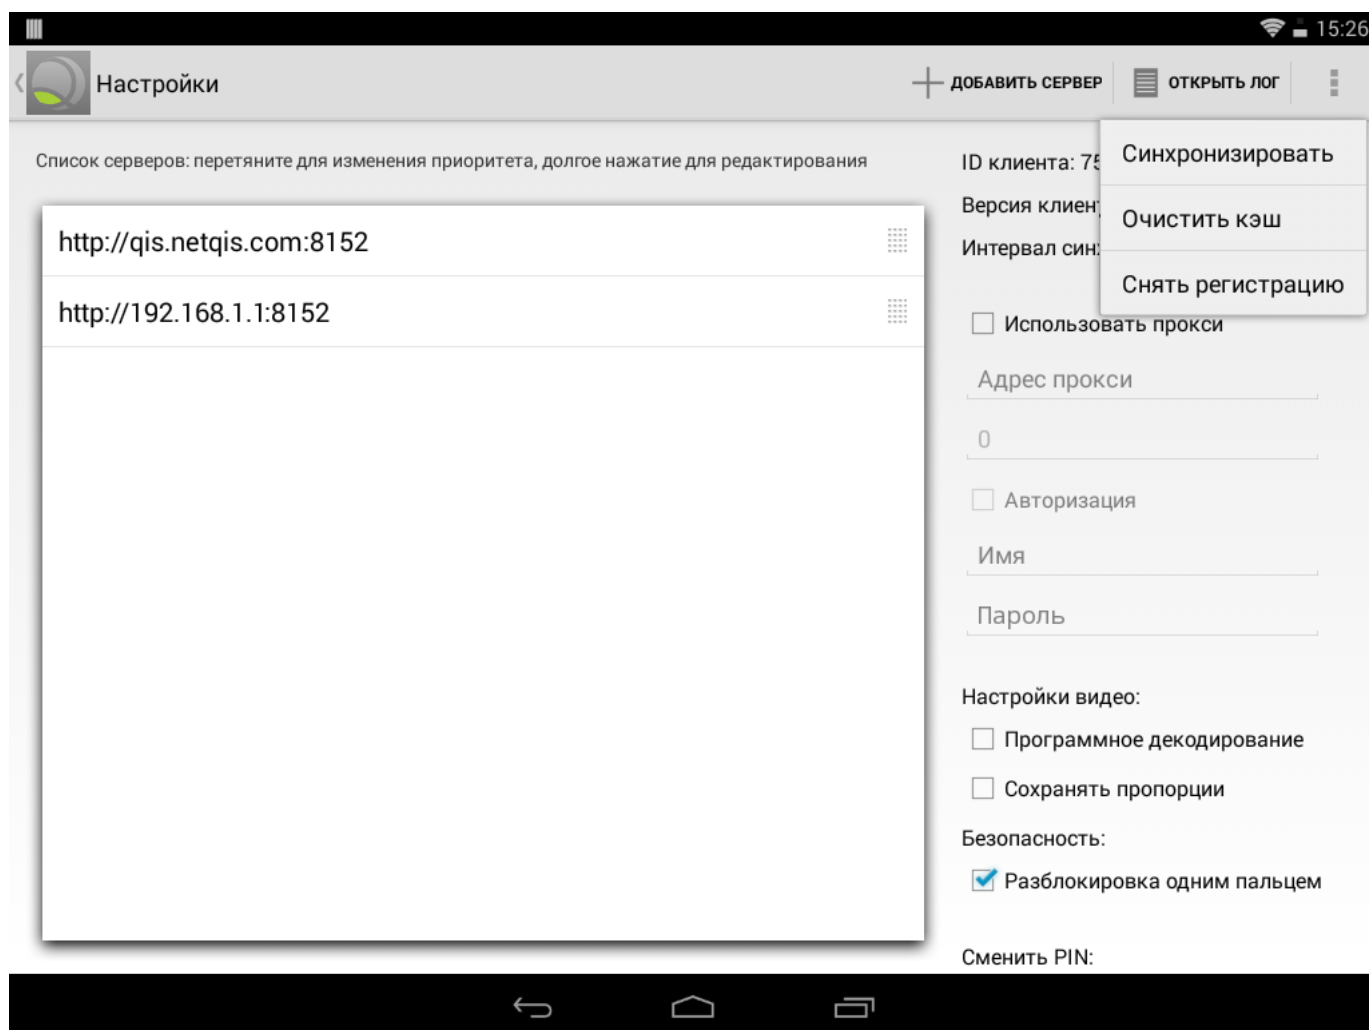 15:26
Настройки
ДОБАВИТЬ СЕРВЕР
ОТКРЫТЬ ЛОГ
Список серверов: перетяните для изменения приоритета, долгое нажатие для редактирования
http://qis.netqis.com:8152
http://192.168.1.1:8152
Синхронизировать
Очистить кэш
Снять регистрацию
ID клиента: 75
Версия
Интервал
Использовать прокси
Адрес прокси
0
Авторизация
Имя
Пароль
Настройки видео:
Программное декодирование
Сохранять пропорции
Безопасность:
Разблокировка одним пальцем
Сменить PIN: